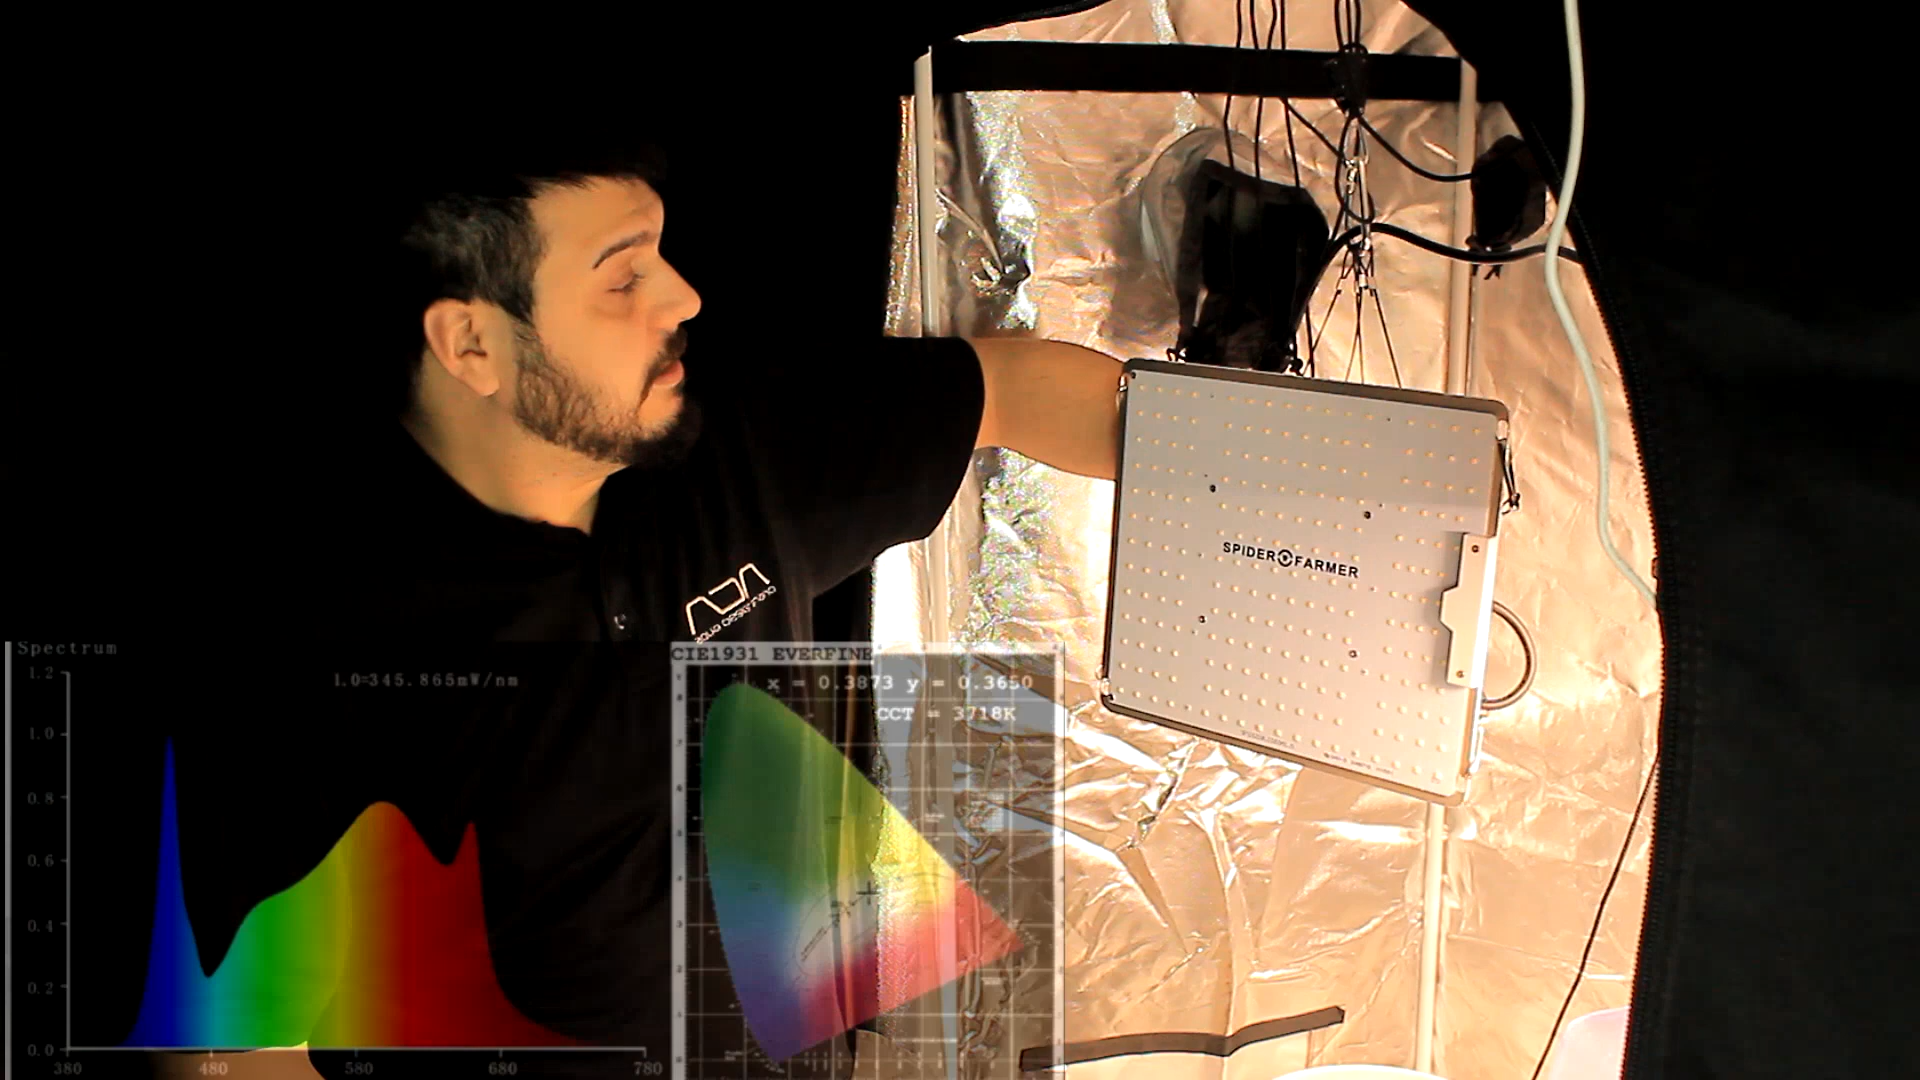 SPIDER FARMER
ADA
Spectrum
1.0=345.865mW/nm
1.2
1.0
0.8
0.6
0.4
0.2
0.0
380
480
580
680
780
CIE1931 EVERFINE
x = 0.3873 y = 0.3650
CCT = 3718K